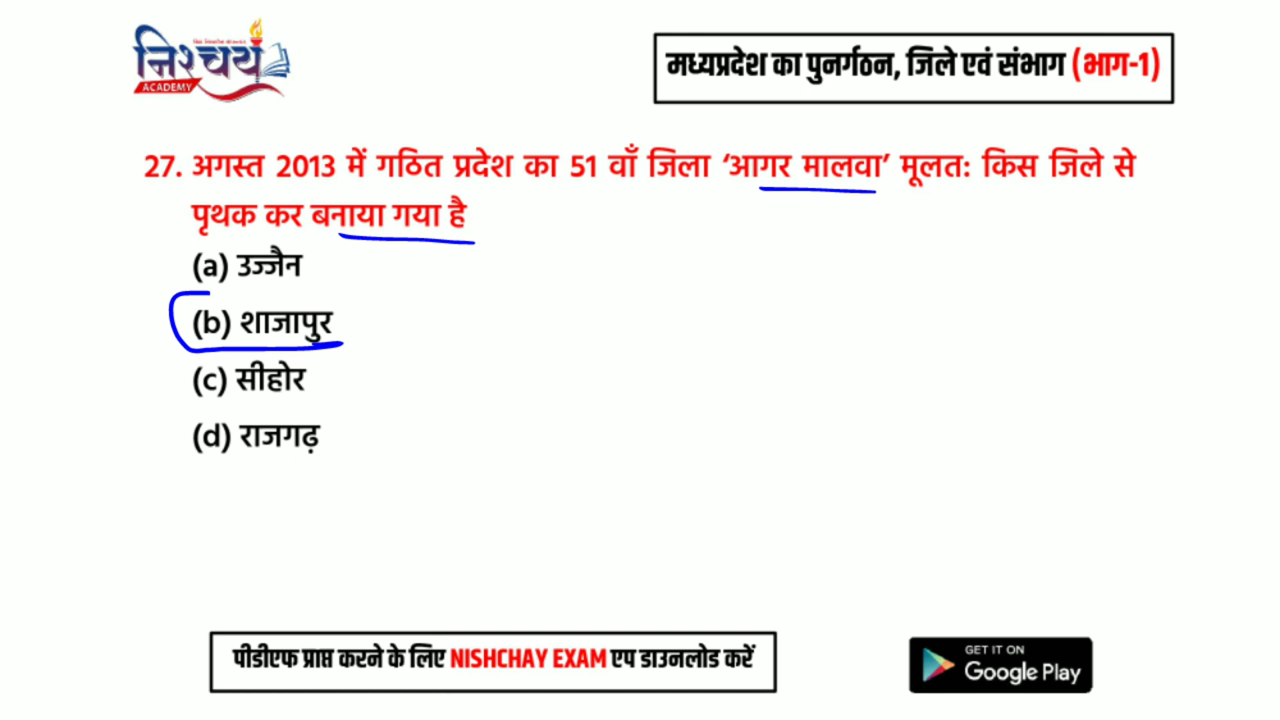 निश्चय
ACADEMY
मध्यप्रदेश का पुनर्गठन, जिले एवं संभाग (भाग-1)
27. अगस्त 2013 में गठित प्रदेश का 51 वाँ जिला ‘आगर मालवा’ मूलत: किस जिले से
पृथक कर बनाया गया है
(a) उज्जैन
(b) शाजापुर
(c) सीहोर
(d) राजगढ़
पीडीएफ प्राप्त करने के लिए NISHCHAY EXAM एप डाउनलोड करें
GET IT ON
Google Play